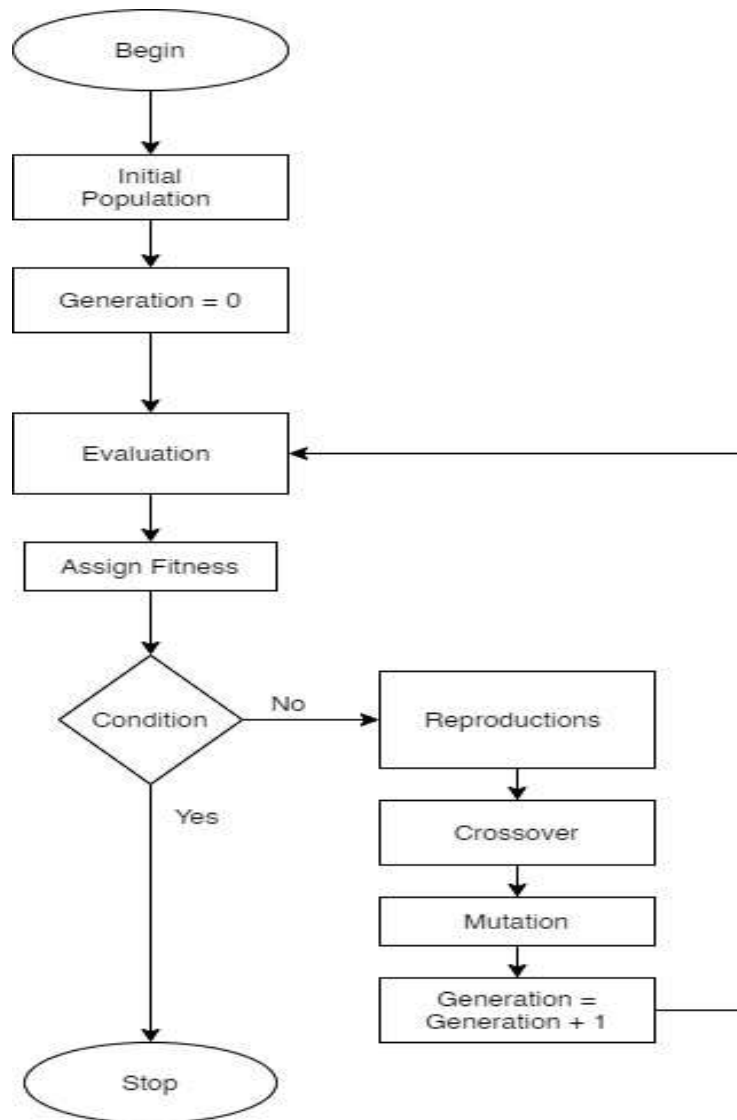 Begin
Initial
Population
Generation = 0
Evaluation
Assign Fitness
Condition
No
Reproductions
Yes
Crossover
Mutation
Generation =
Generation + 1
Stop